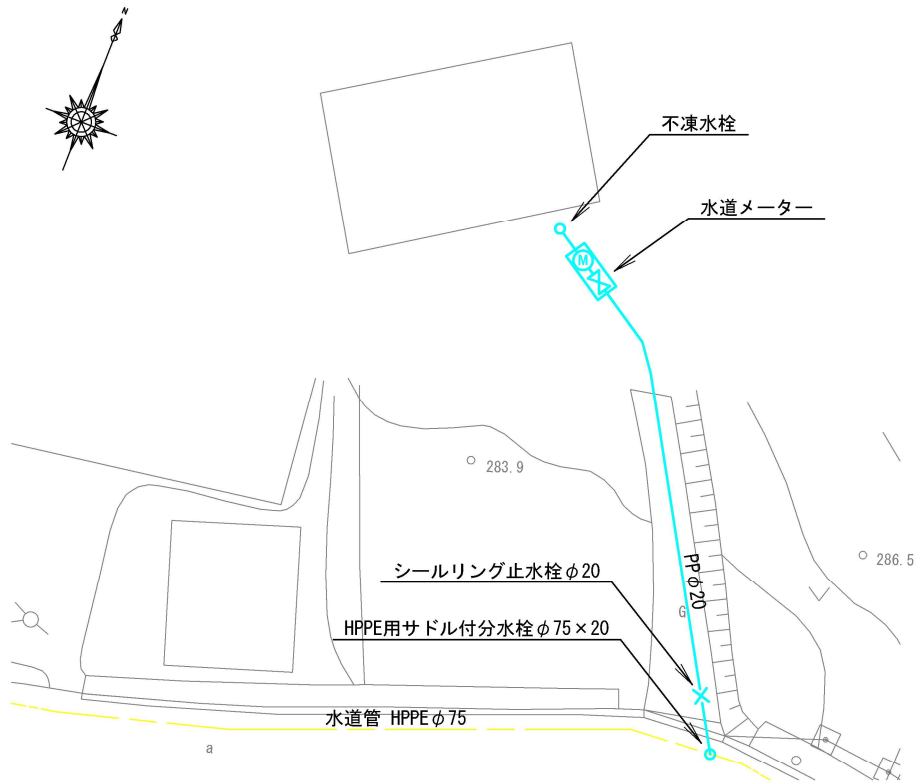 N
不凍水栓
水道メーター
M
283.9
286.5
シールリング止水栓φ20
PPφ20
G
HPPE用サドル付分水栓φ75×20
水道管 HPPEφ75
a